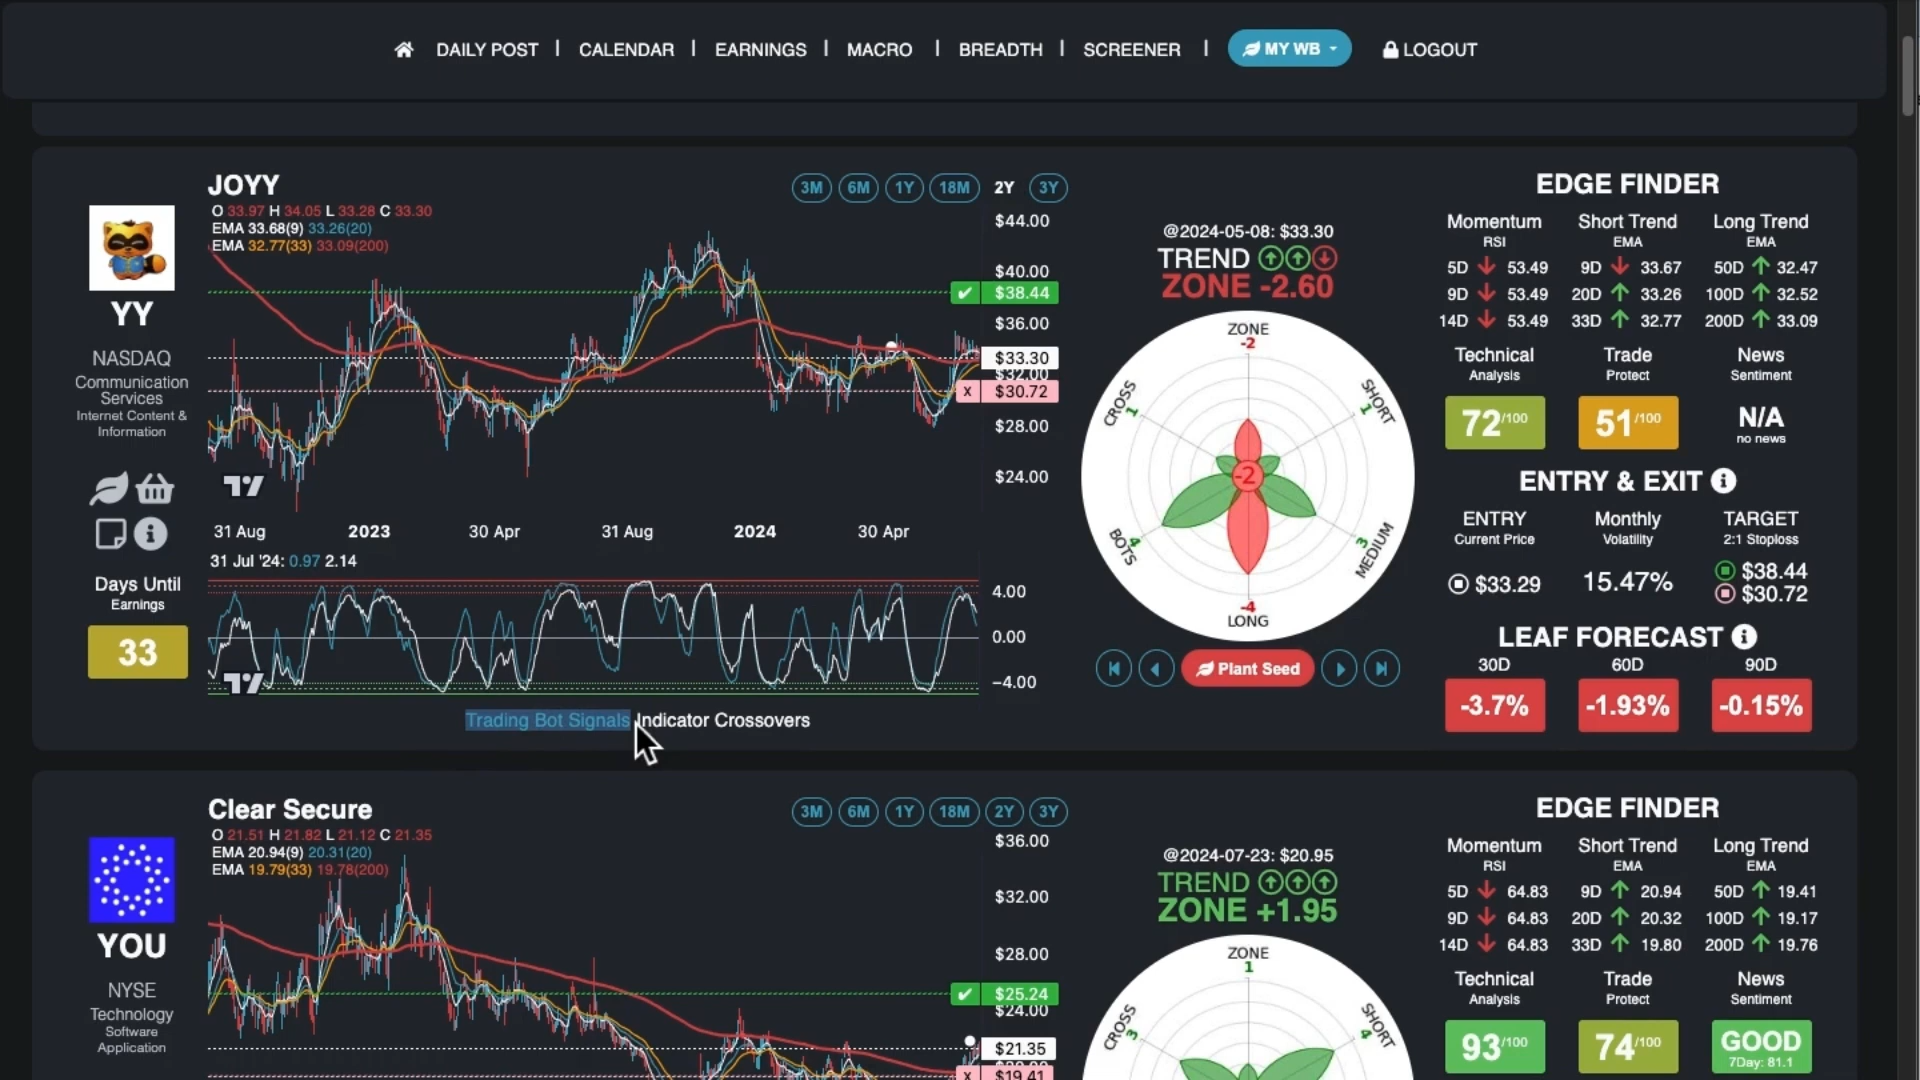 DAILY POST | CALENDAR | EARNINGS | MACRO | BREADTH | SCREENER | MY WB LOGOUT
JOYY
O 33.97 H 34.05 L 33.28 C 33.30
EMA 33.68(9) 33.26(20)
EMA 32.77(33) 33.09(200)
3M 6M 1Y 18M 2Y 3Y
YY
NASDAQ
Communication
Services
Internet Content &
Information
Days Until
Earnings
33
$44.00
$40.00
$38.44
$36.00
$33.30
$32.00
x $30.72
$28.00
$24.00
31 Aug 2023 30 Apr 31 Aug 2024 30 Apr
31 Jul '24: 0.97 2.14
4.00
0.00
−4.00
Trading Bot Signals Indicator Crossovers
@2024-05-08: $33.30
TREND
ZONE -2.60
ZONE
-2
SHORT
1
MEDIUM
3
-4
LONG
BOTS
4
CROSS
1
-2
Plant Seed
EDGE FINDER
Momentum Short Trend Long Trend
RSI EMA EMA
5D 53.49 9D 33.67 50D 32.47
9D 53.49 20D 33.26 100D 32.52
14D 53.49 33D 32.77 200D 33.09
Technical Trade News
Analysis Protect Sentiment
72/100 51/100 N/A
no news
ENTRY & EXIT
ENTRY Monthly TARGET
Current Price Volatility 2:1 Stoploss
$33.29 15.47% $38.44
$30.72
LEAF FORECAST
30D 60D 90D
-3.7% -1.93% -0.15%
Clear Secure
O 21.51 H 21.82 L 21.12 C 21.35
EMA 20.94(9) 20.31(20)
EMA 19.79(33) 19.78(200)
3M 6M 1Y 18M 2Y 3Y
YOU
NYSE
Technology
Software
Application
$36.00
$32.00
$28.00
$25.24
$24.00
$21.35
x $19.41
@2024-07-23: $20.95
TREND
ZONE +1.95
ZONE
1
CROSS
3
SHORT
4
EDGE FINDER
Momentum Short Trend Long Trend
RSI EMA EMA
5D 64.83 9D 20.94 50D 19.41
9D 64.83 20D 20.32 100D 19.17
14D 64.83 33D 19.80 200D 19.76
Technical Trade News
Analysis Protect Sentiment
93/100 74/100 GOOD
7Day: 81.1